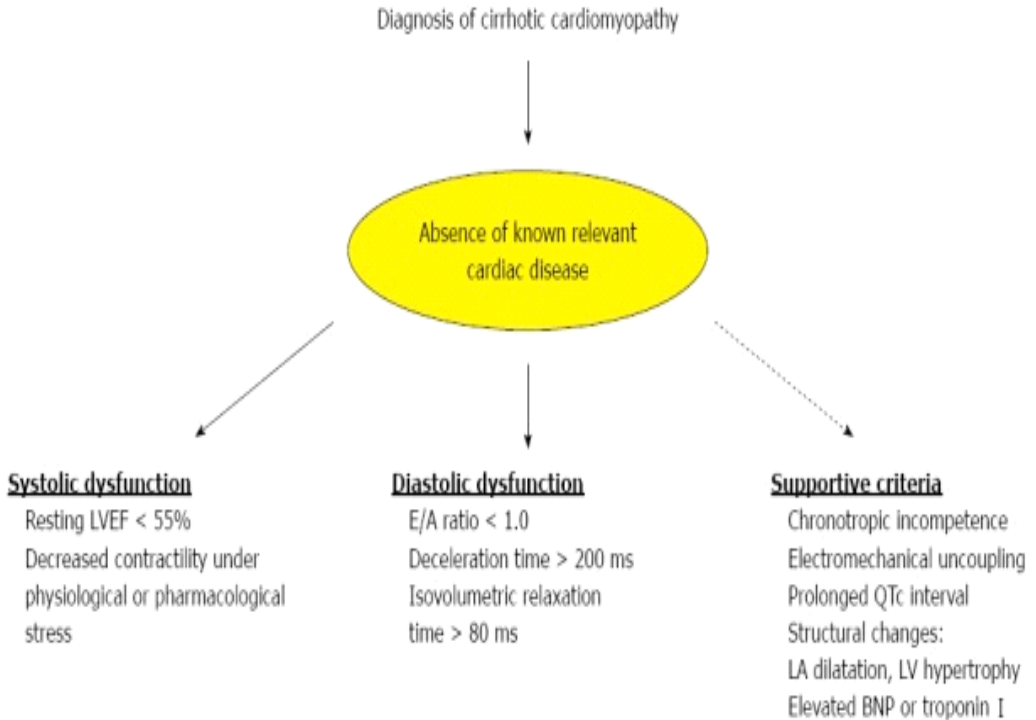 Diagnosis of cirrhotic cardiomyopathy
Absence of known relevant
cardiac disease
Systolic dysfunction
Resting LVEF < 55%
Decreased contractility under
physiological or pharmacological
stress
Diastolic dysfunction
E/A ratio < 1.0
Deceleration time > 200 ms
Isovolumetric relaxation
time > 80 ms
Supportive criteria
Chronotropic incompetence
Electromechanical uncoupling
Prolonged QTc interval
Structural changes:
LA dilatation, LV hypertrophy
Elevated BNP or troponin I